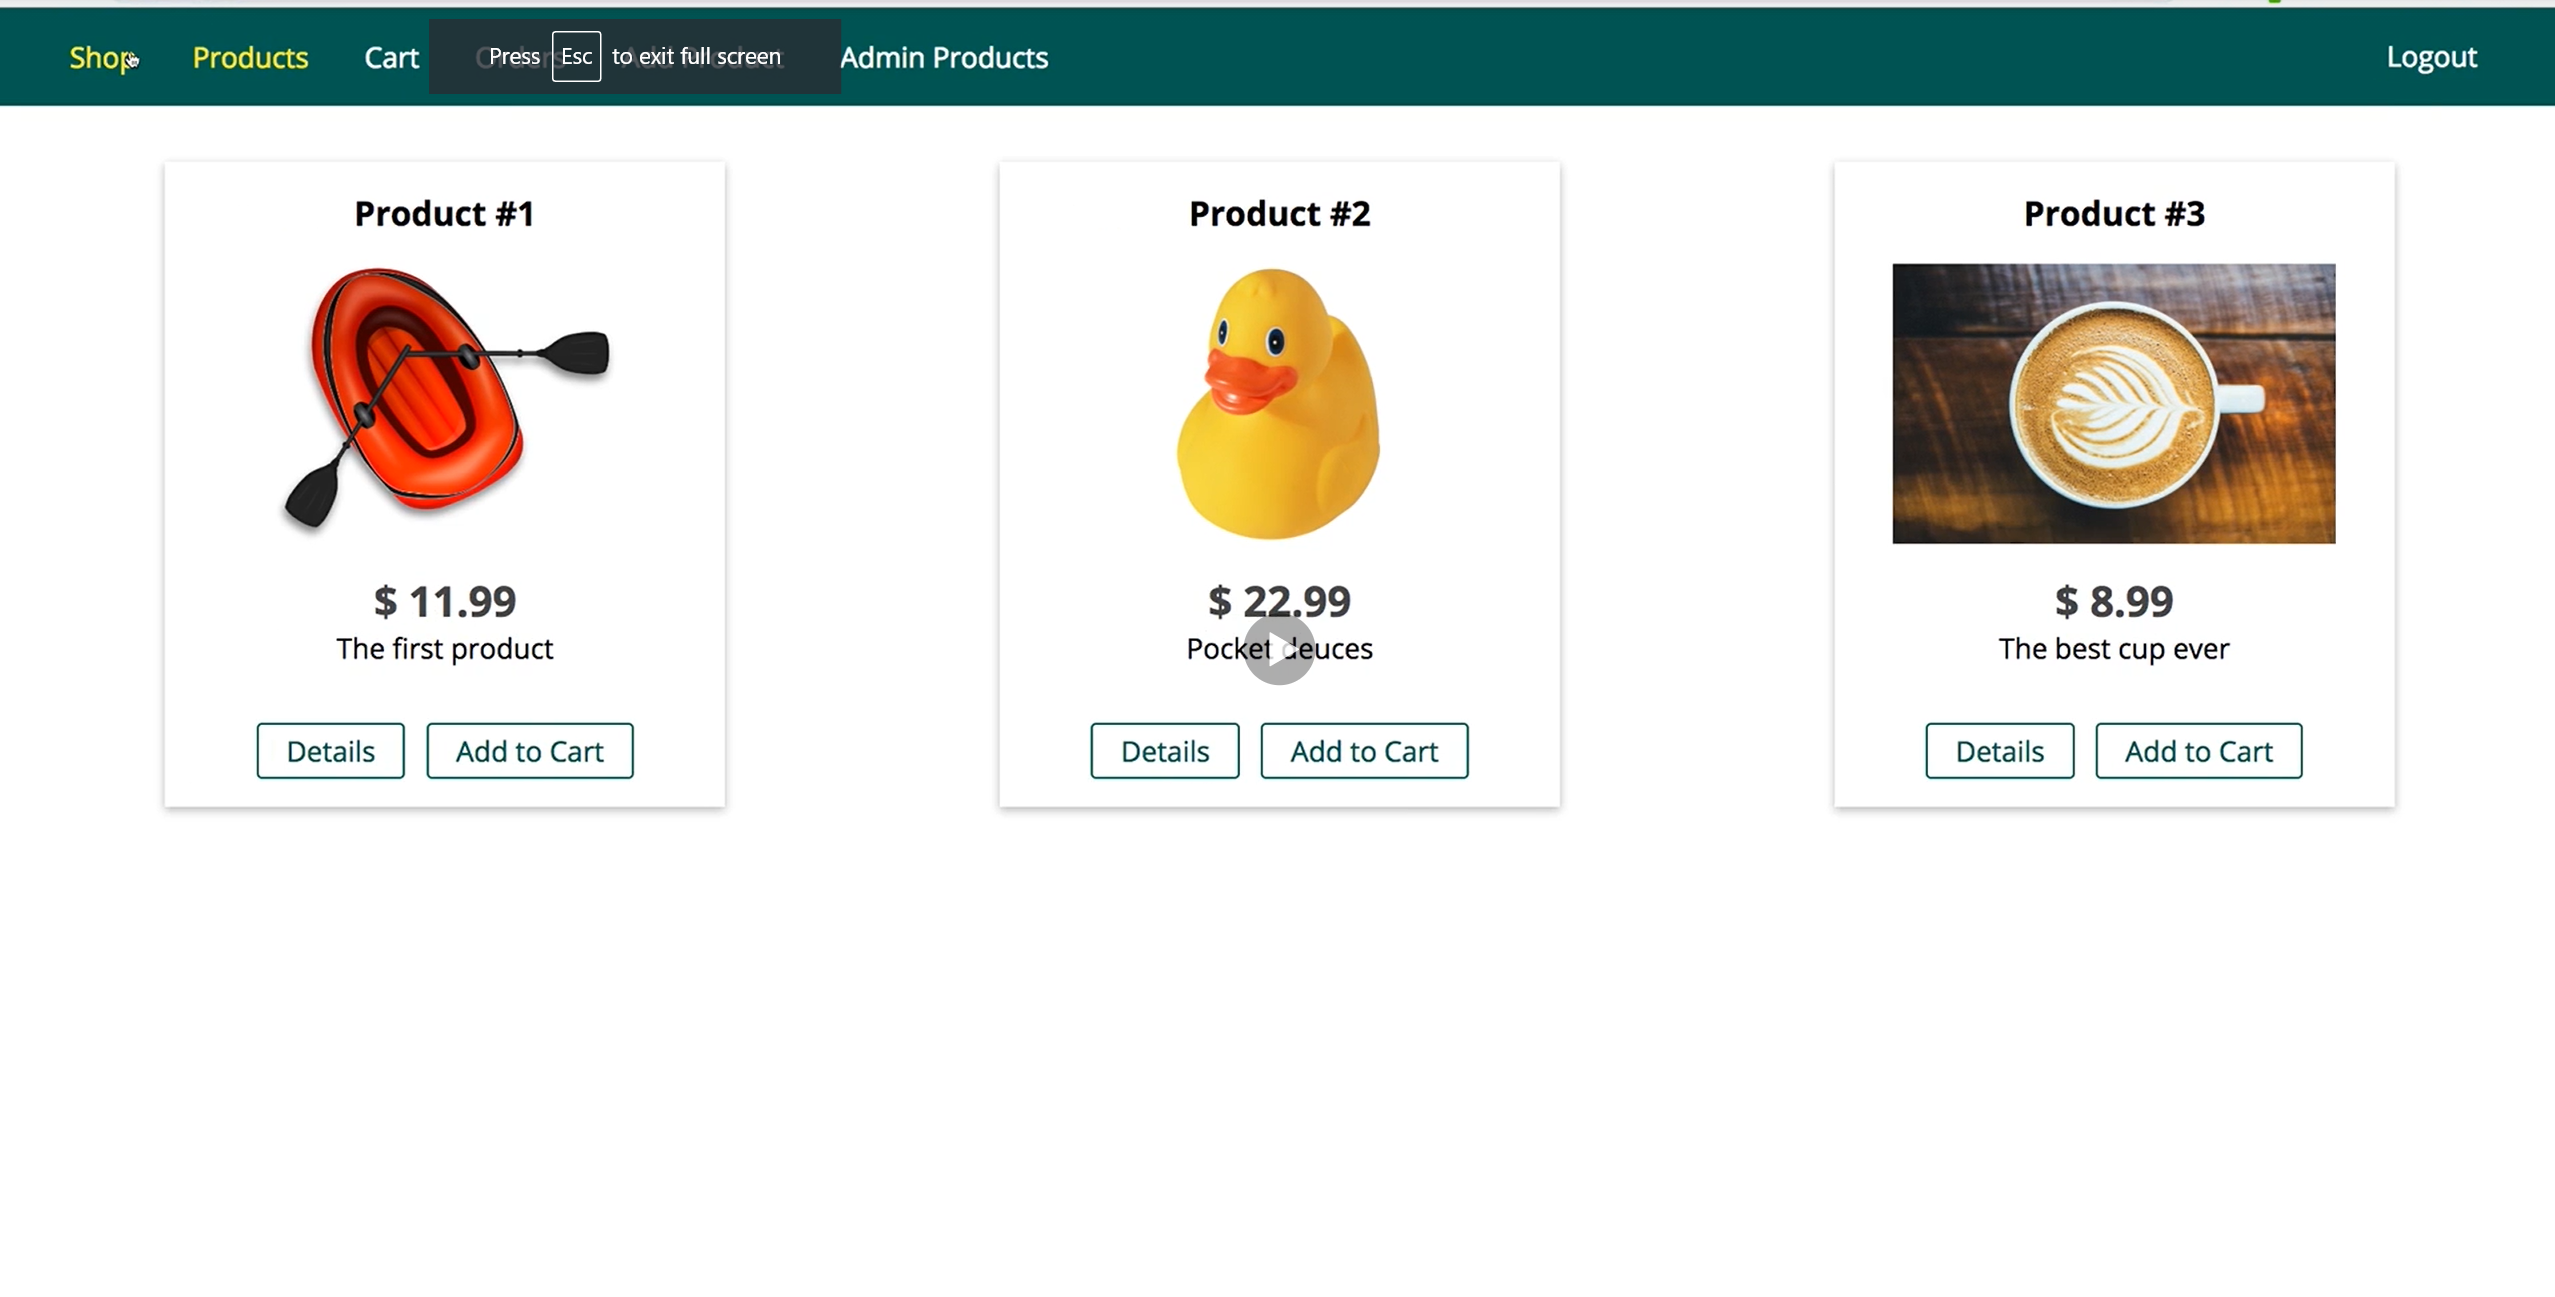 Shop Products Cart Press Esc to exit full screen Admin Products Logout
Product #1
Product #2
Product #3
$ 11.99
$ 22.99
$ 8.99
The first product
Pocket deuces
The best cup ever
Details Add to Cart
Details Add to Cart
Details Add to Cart